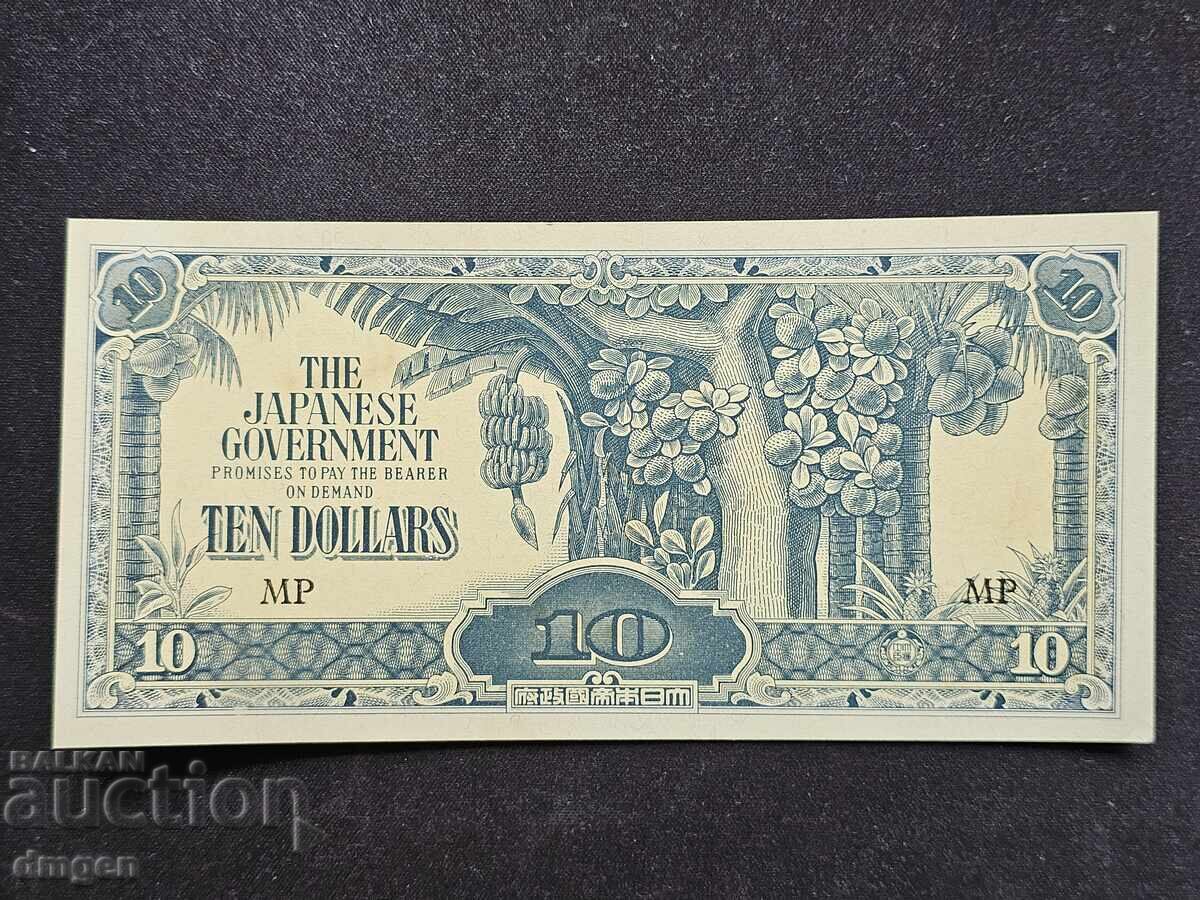 10 10
THE
JAPANESE
GOVERNMENT
PROMISES TO PAY THE BEARER
ON DEMAND
TEN DOLLARS
MP MP
10 10 10
府政國帝本日大
BALKAN
auction
dmgen